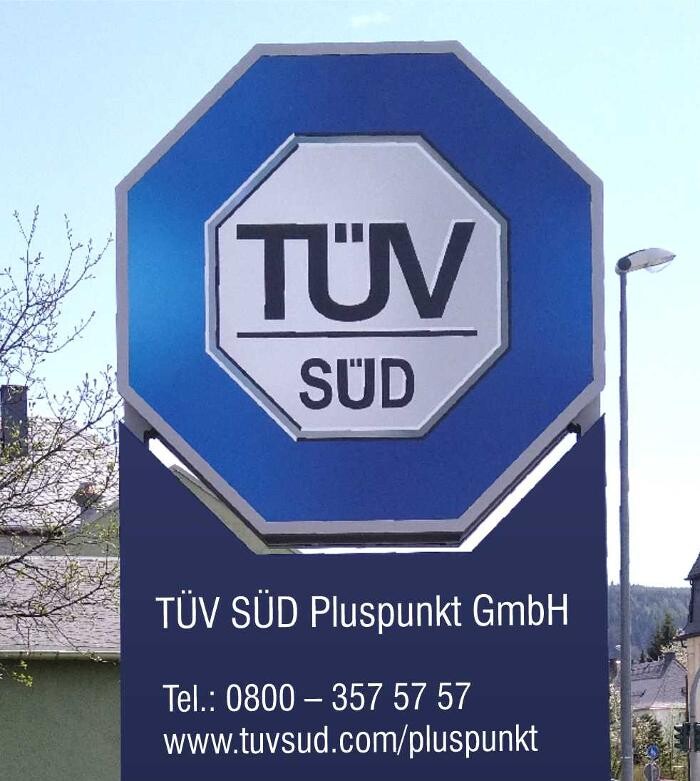 TÜV
SÜD
TÜV SÜD Pluspunkt GmbH
Tel.: 0800 – 357 57 57
www.tuvsud.com/pluspunkt